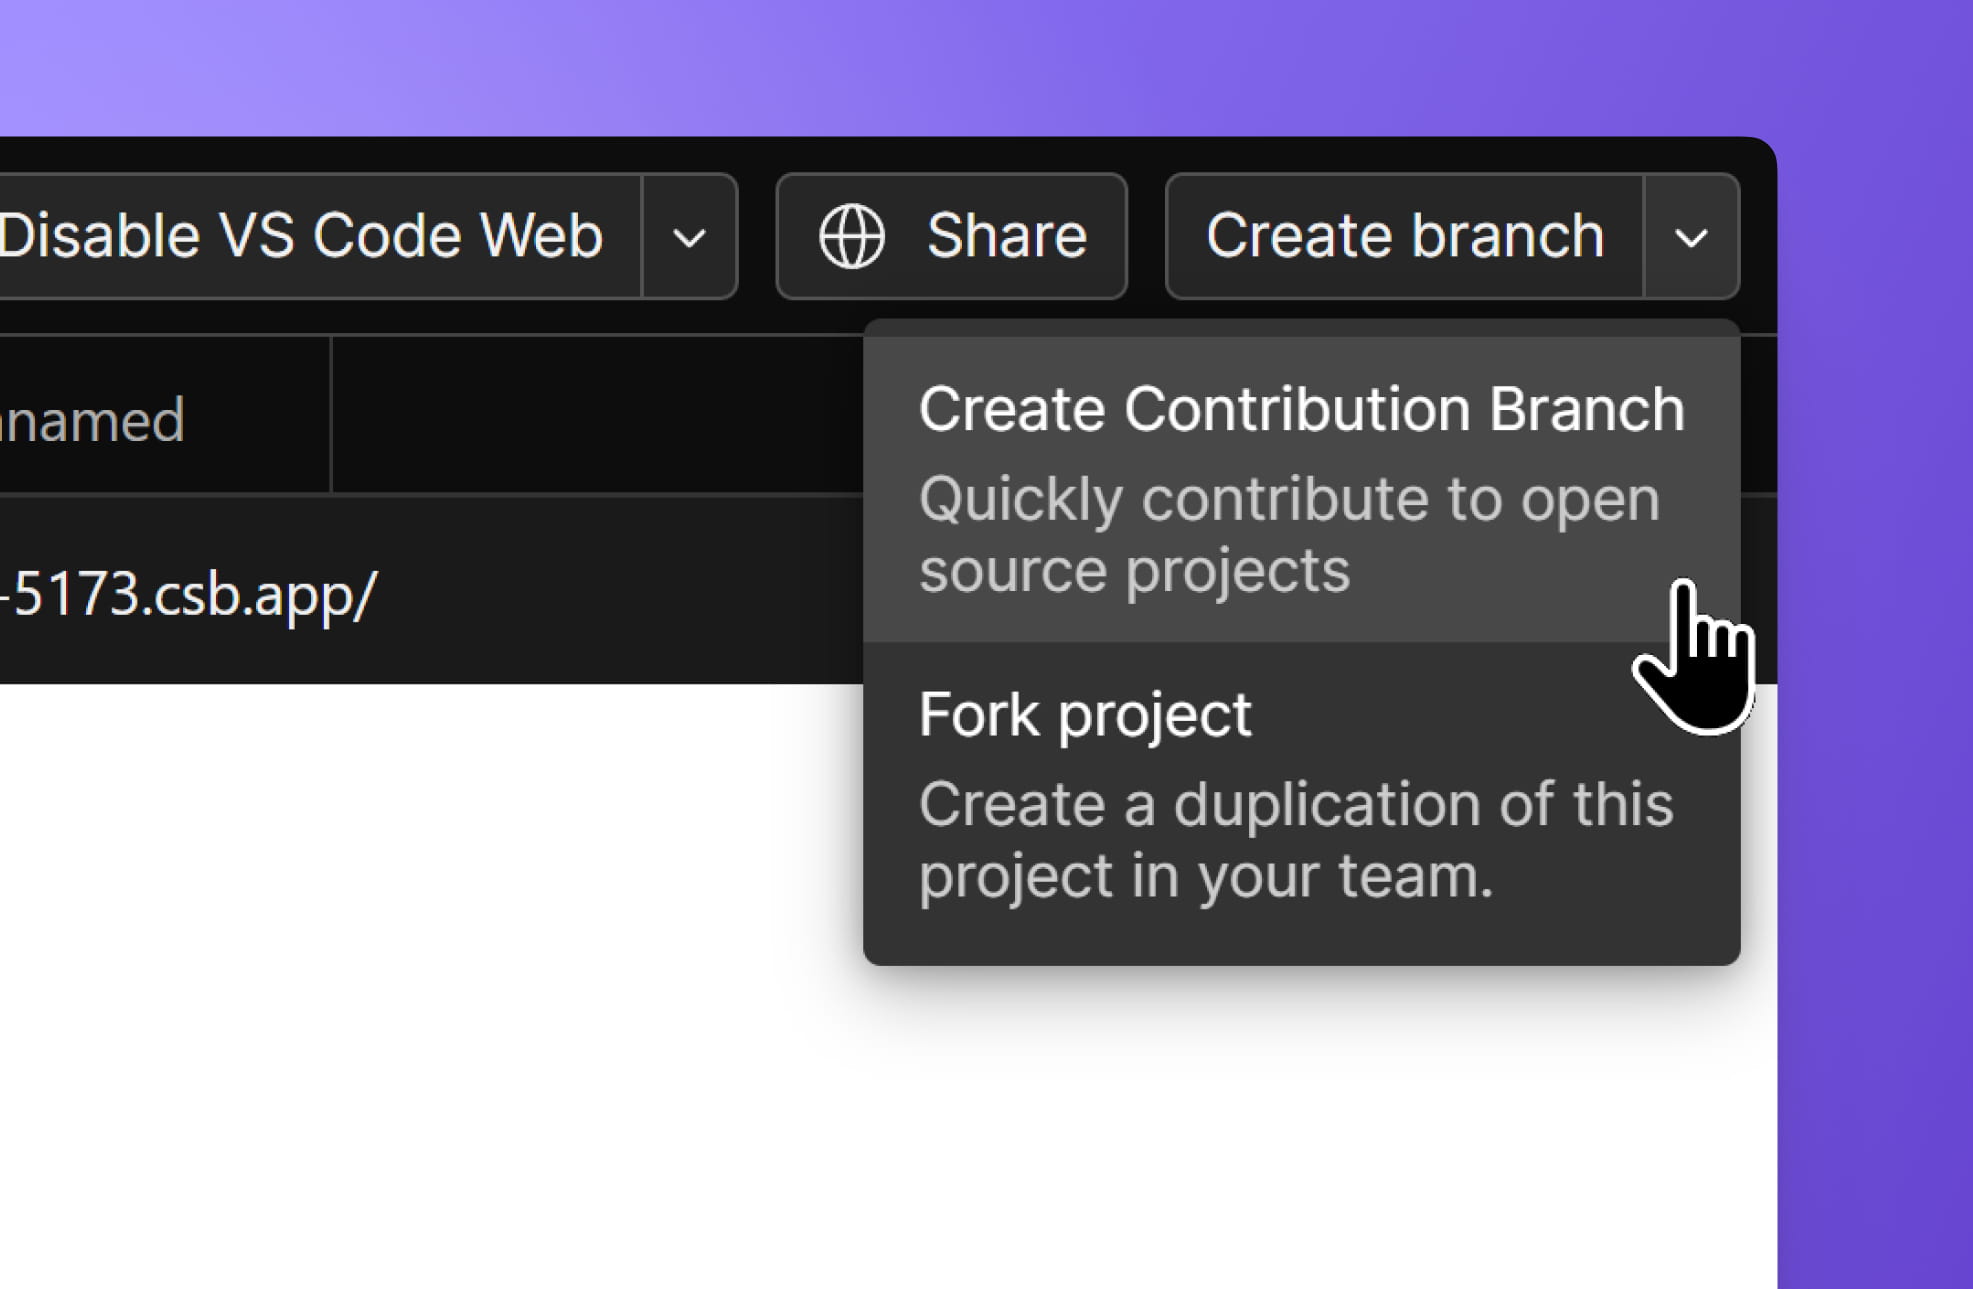 Disable VS Code Web
Share
Create branch
named
-5173.csb.app/
Create Contribution Branch
Quickly contribute to open
source projects
Fork project
Create a duplication of this
project in your team.